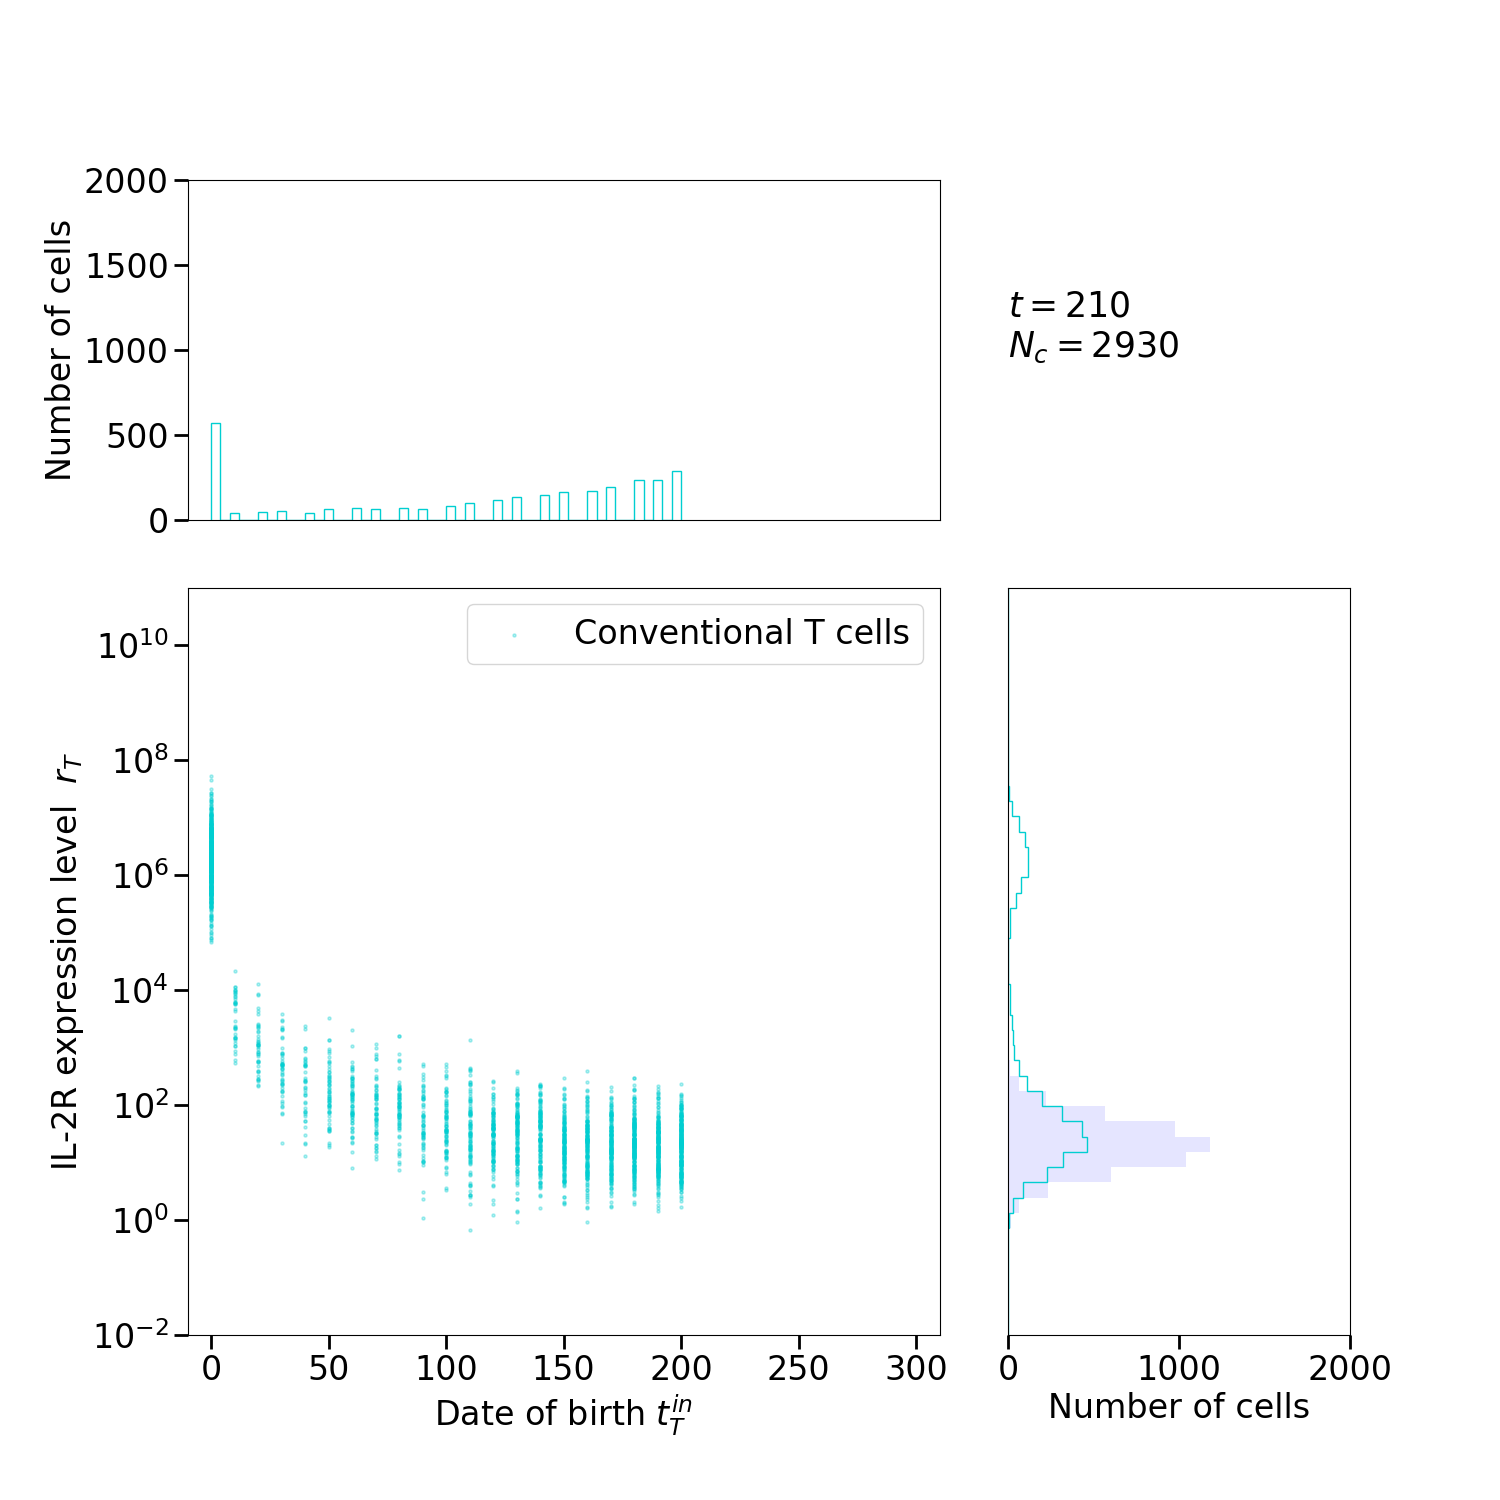 2000
1500
1000
500
0
Number of cells
t = 210
N_c = 2930
Conventional T cells
10^10
10^8
10^6
10^4
10^2
10^0
10^−2
IL-2R expression level r_T
0 50 100 150 200 250 300
Date of birth t_T^in
0 1000 2000
Number of cells